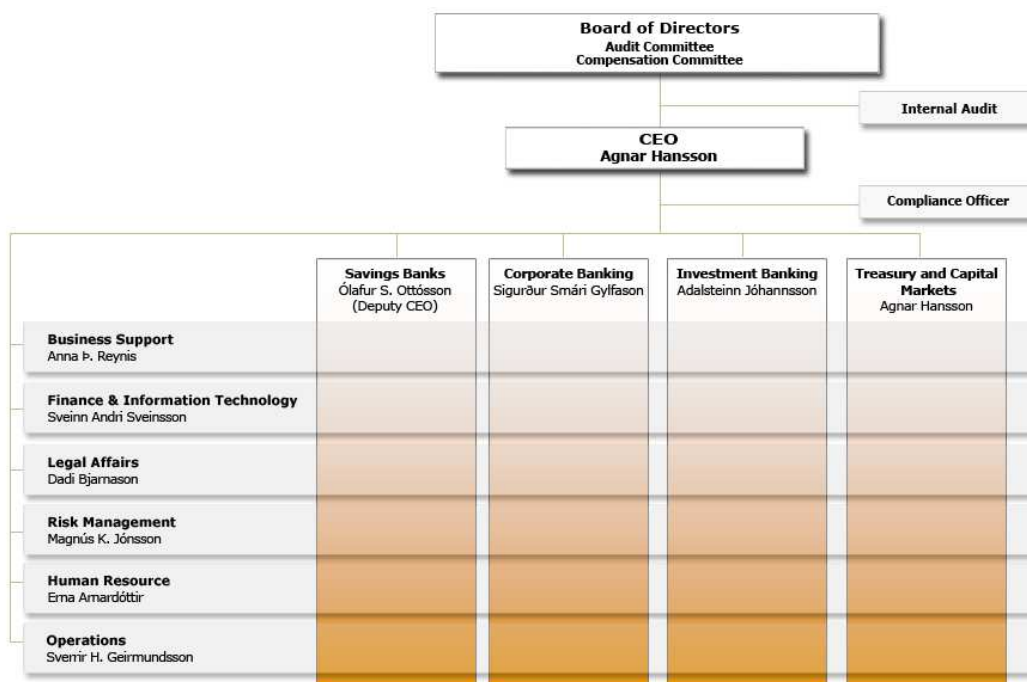 Board of Directors
Audit Committee
Compensation Committee
Internal Audit
CEO
Agnar Hansson
Compliance Officer
Savings Banks
Ólafur S. Ottósson
(Deputy CEO)
Corporate Banking
Sigurður Smári Gylfason
Investment Banking
Adalsteinn Jóhannsson
Treasury and Capital
Markets
Agnar Hansson
Business Support
Anna Þ. Reynis
Finance & Information Technology
Sveinn Andri Sveinsson
Legal Affairs
Dadi Bjarnason
Risk Management
Magnús K. Jónsson
Human Resource
Erna Arnardóttir
Operations
Sverrir H. Geirmundsson